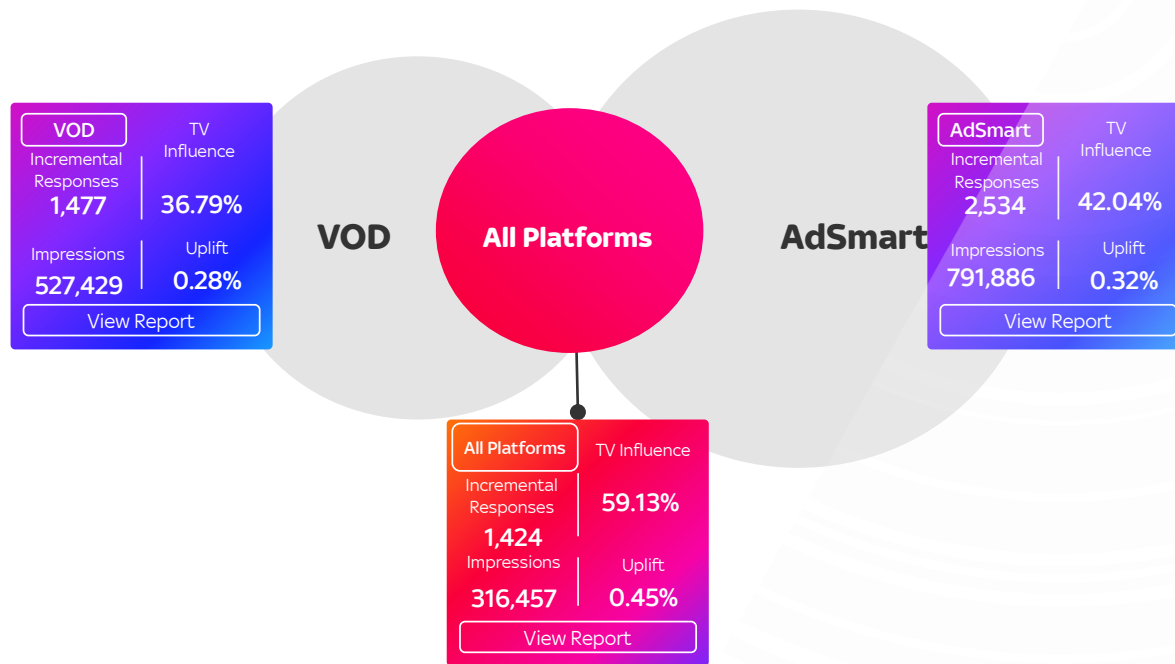 VOD
TV
Influence
Incremental
Responses
1,477
36.79%
Impressions
Uplift
527,429
0.28%
View Report
VOD
All Platforms
AdSmart
AdSmart
TV
Influence
Incremental
Responses
2,534
42.04%
Impressions
Uplift
791,886
0.32%
View Report
All Platforms
TV Influence
Incremental
Responses
59.13%
1,424
Impressions
Uplift
316,457
0.45%
View Report